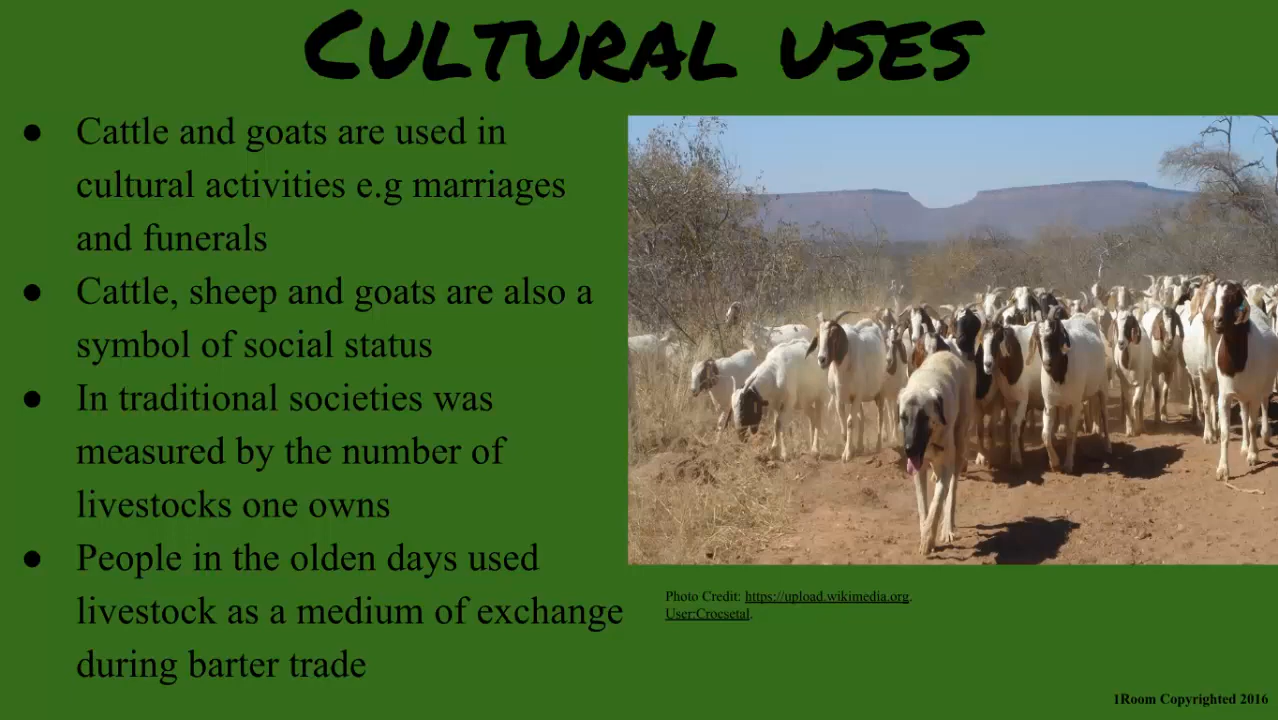 CULTURAL USES
● Cattle and goats are used in
cultural activities e.g marriages
and funerals
● Cattle, sheep and goats are also a
symbol of social status
● In traditional societies was
measured by the number of
livestocks one owns
● People in the olden days used
livestock as a medium of exchange
during barter trade
Photo Credit: https://upload.wikimedia.org.
User:Crocsetal.
1Room Copyrighted 2016